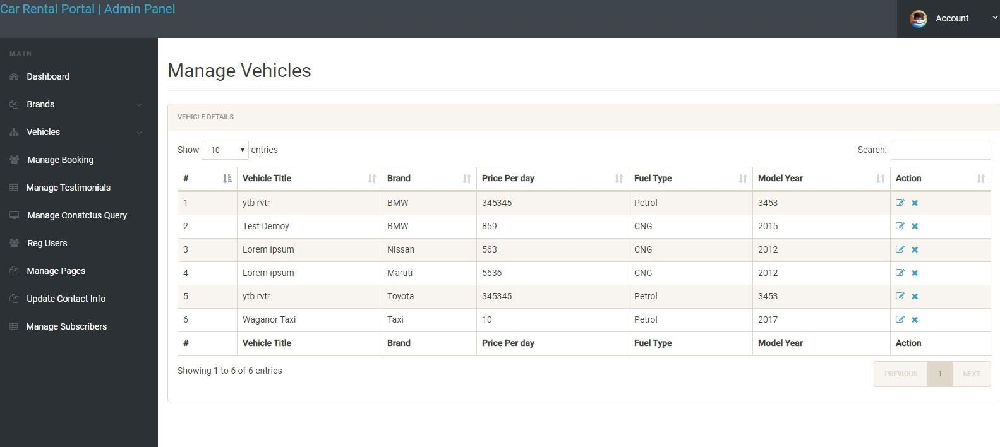 Car Rental Portal | Admin Panel
Account
MAIN
Dashboard
Brands
Vehicles
Manage Booking
Manage Testimonials
Manage Conatctus Query
Reg Users
Manage Pages
Update Contact Info
Manage Subscribers
Manage Vehicles
VEHICLE DETAILS
Show 10 entries Search:
# Vehicle Title Brand Price Per day Fuel Type Model Year Action
1 ytb rvtr BMW 345345 Petrol 3453
2 Test Demoy BMW 859 CNG 2015
3 Lorem ipsum Nissan 563 CNG 2012
4 Lorem ipsum Maruti 5636 CNG 2012
5 ytb rvtr Toyota 345345 Petrol 3453
6 Waganor Taxi Taxi 10 Petrol 2017
# Vehicle Title Brand Price Per day Fuel Type Model Year Action
Showing 1 to 6 of 6 entries
PREVIOUS 1 NEXT